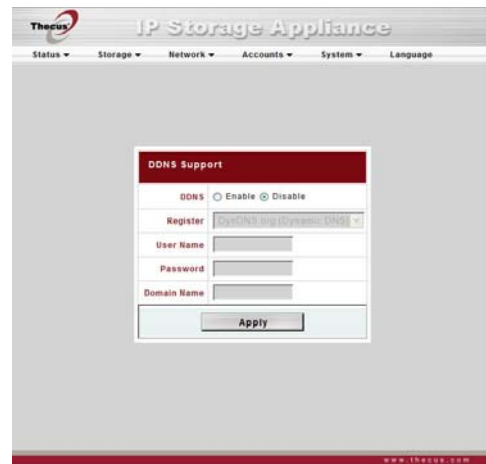 Thecus
IP Storage Appliance
Status Storage Network Accounts System Language
DDNS Support
DDNS Enable Disable
Register DynDNS.org (Dynamic DNS)
User Name
Password
Domain Name
Apply
www.thecus.com